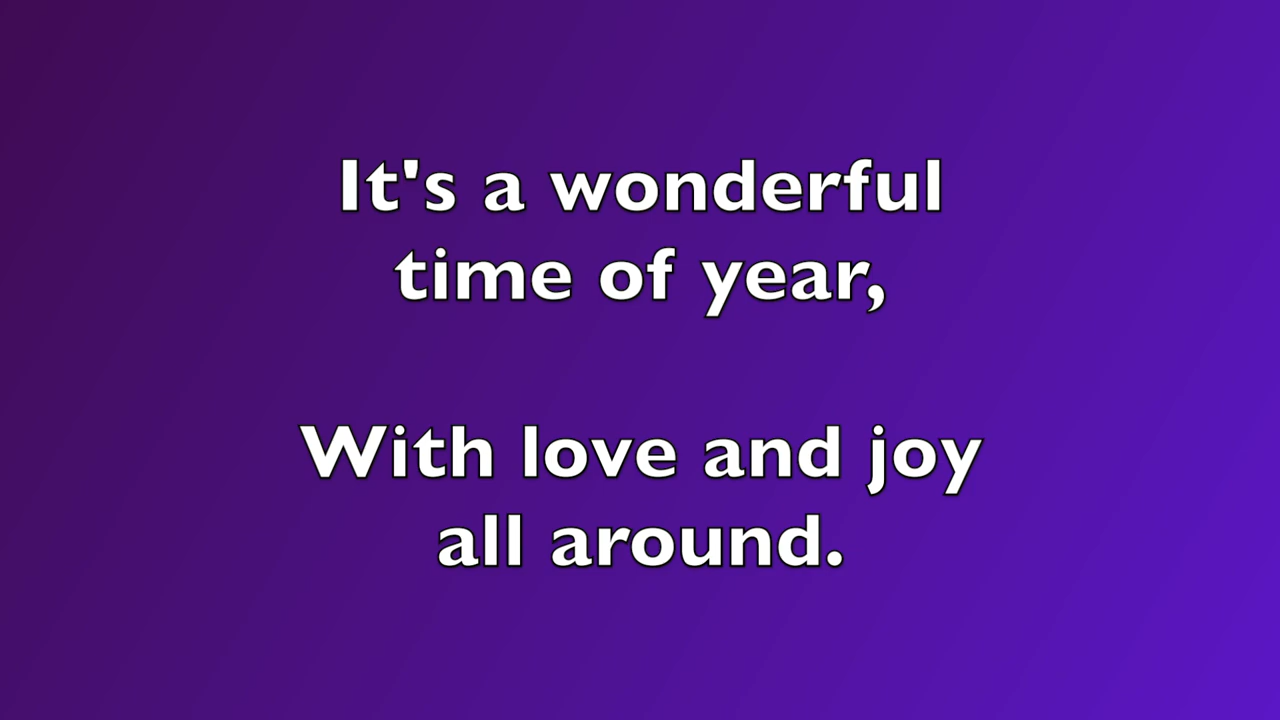 It's a wonderful
time of year,
With love and joy
all around.